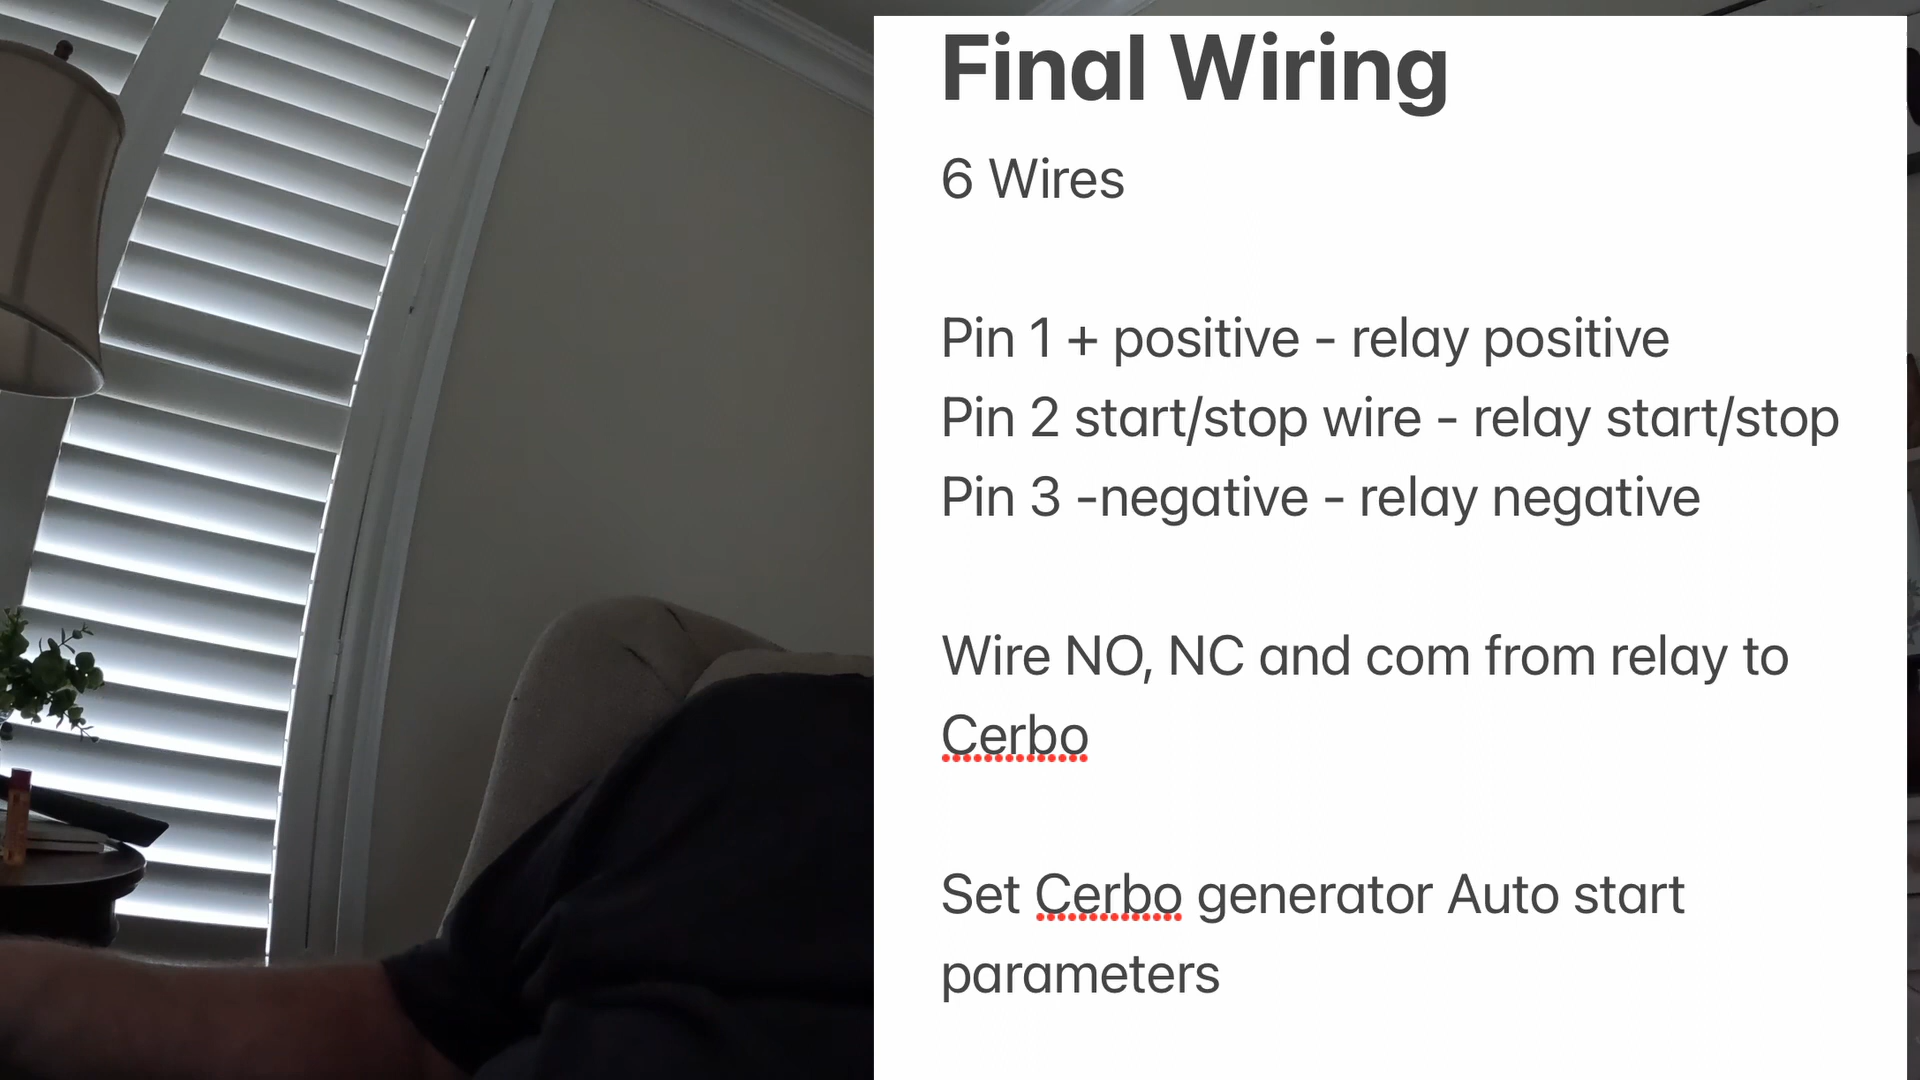 Final Wiring
6 Wires
Pin 1 + positive - relay positive
Pin 2 start/stop wire - relay start/stop
Pin 3 -negative - relay negative
Wire NO, NC and com from relay to
Cerbo
Set Cerbo generator Auto start
parameters